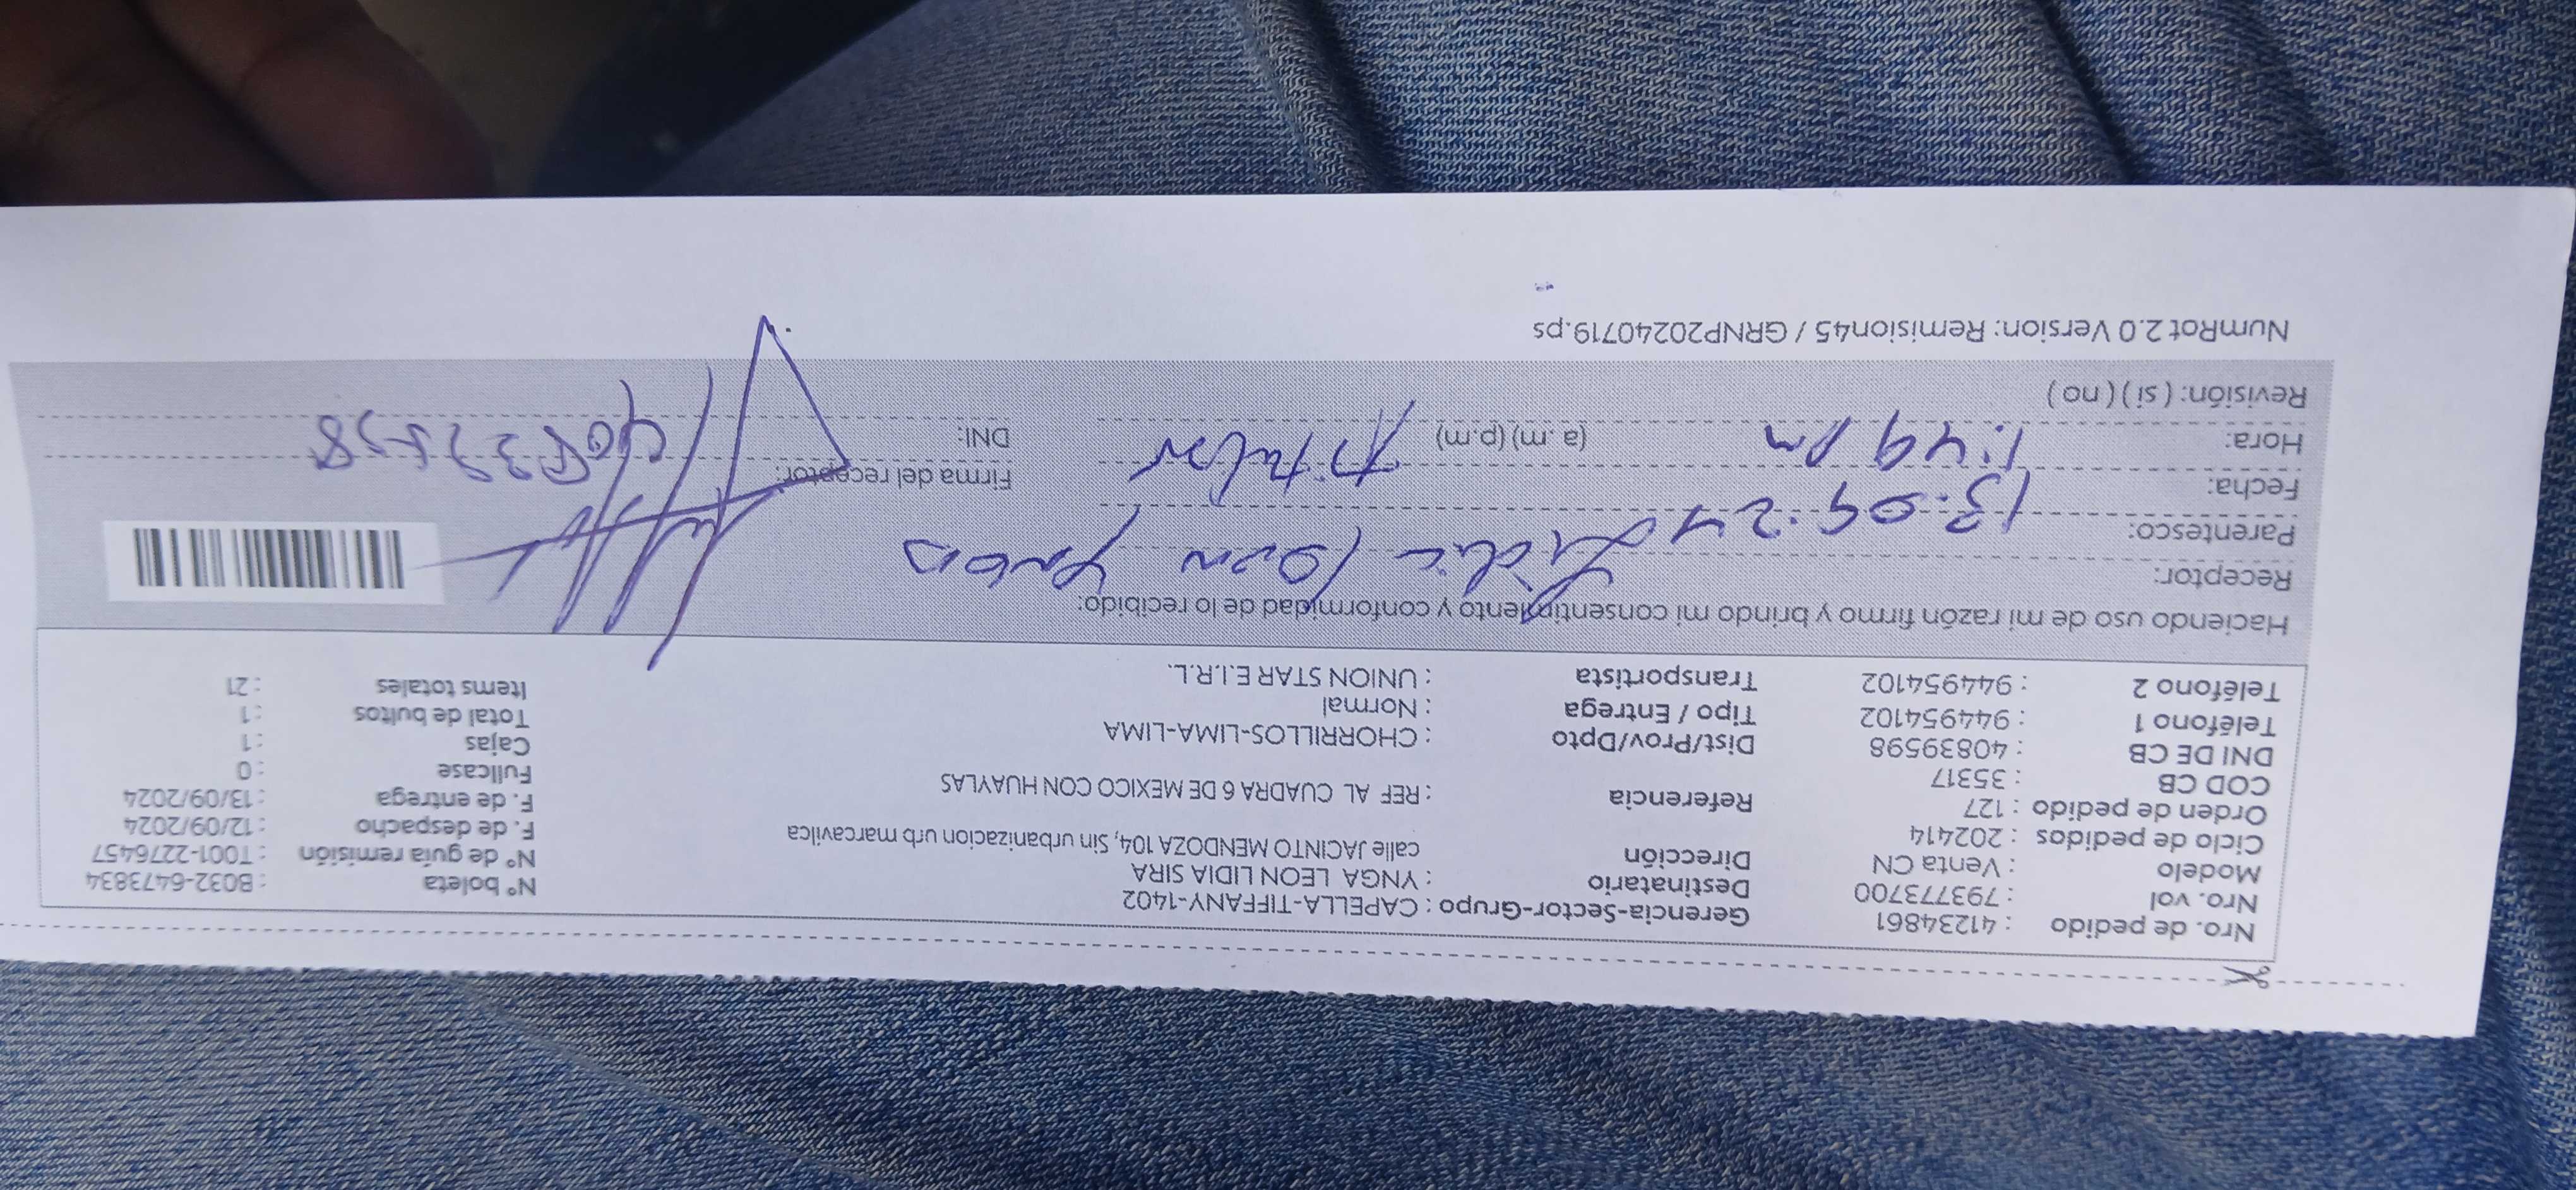 Nro. de pedido : 41234861 Gerencia-Sector-Grupo : CAPELLA-TIFFANY-1402 N° boleta : B032-6473834
Nro. vol : 793773700 Destinatario : YNGA LEON LIDIA SIRA N° de guía remisión : T001-2276457
Modelo : Venta CN Dirección calle JACINTO MENDOZA 104, Sin urbanizacion urb marcavilca F. de despacho : 12/09/2024
Ciclo de pedidos : 202414 F. de entrega : 13/09/2024
Orden de pedido : 127 Referencia : REF AL CUADRA 6 DE MEXICO CON HUAYLAS Fullcase : 0
COD CB : 35317 Cajas : 1
DNI DE CB : 40839598 Dist/Prov/Dpto : CHORRILLOS-LIMA-LIMA Total de bultos : 1
Teléfono 1 : 944954102 Tipo / Entrega : Normal Items totales : 21
Teléfono 2 : 944954102 Transportista : UNION STAR E.I.R.L.
Haciendo uso de mi razón firmo y brindo mi consentimiento y conformidad de lo recibido:
Receptor: Lidia
Parentesco:
Fecha: 13.09.24 Firma del receptor:
Hora: 1:49 pm (a.m) (p.m) Titular DNI:
Revisión: ( si ) ( no )
NumRot 2.0 Version: Remision45 / GRNP20240719.ps